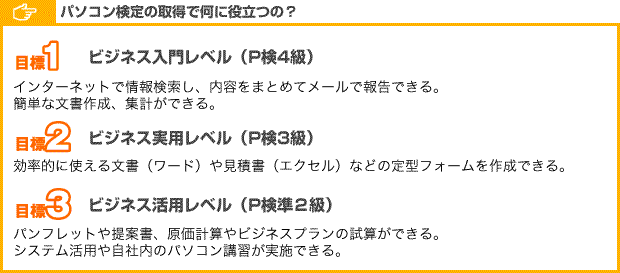 パソコン検定の取得で何に役立つの？
目標1 ビジネス入門レベル（P検4級）
インターネットで情報検索し、内容をまとめてメールで報告できる。
簡単な文書作成、集計ができる。
目標2 ビジネス実用レベル（P検3級）
効率的に使える文書（ワード）や見積書（エクセル）などの定型フォームを作成できる。
目標3 ビジネス活用レベル（P検準２級）
パンフレットや提案書、原価計算やビジネスプランの試算ができる。
システム活用や自社内のパソコン講習が実施できる。